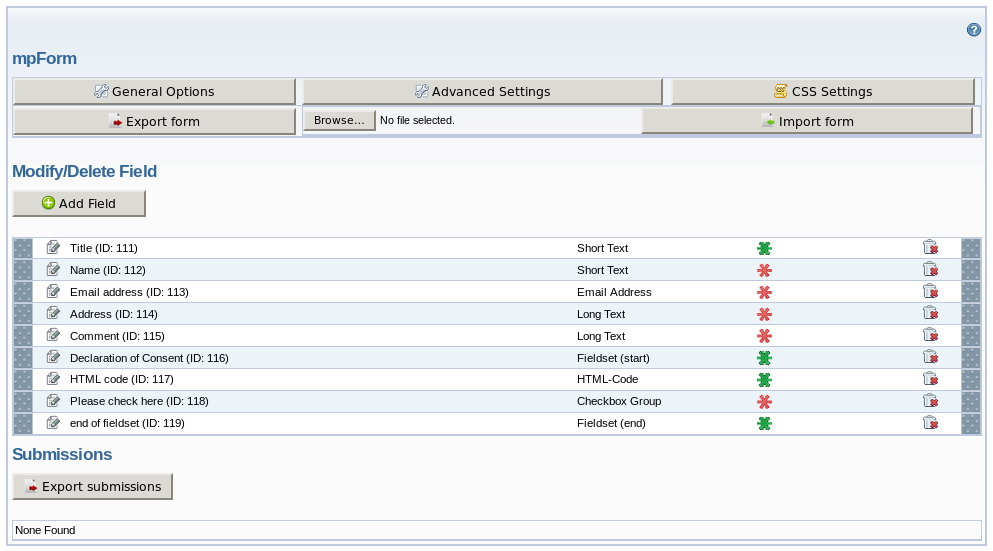 mpForm
General Options Advanced Settings CSS Settings
Export form Browse... No file selected. Import form
Modify/Delete Field
Add Field
Title (ID: 111) Short Text
Name (ID: 112) Short Text
Email address (ID: 113) Email Address
Address (ID: 114) Long Text
Comment (ID: 115) Long Text
Declaration of Consent (ID: 116) Fieldset (start)
HTML code (ID: 117) HTML-Code
Please check here (ID: 118) Checkbox Group
end of fieldset (ID: 119) Fieldset (end)
Submissions
Export submissions
None Found